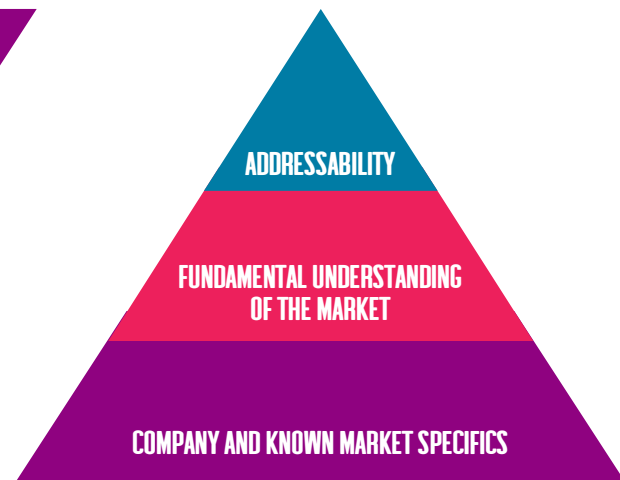 ADDRESSABILITY
FUNDAMENTAL UNDERSTANDING
OF THE MARKET
COMPANY AND KNOWN MARKET SPECIFICS